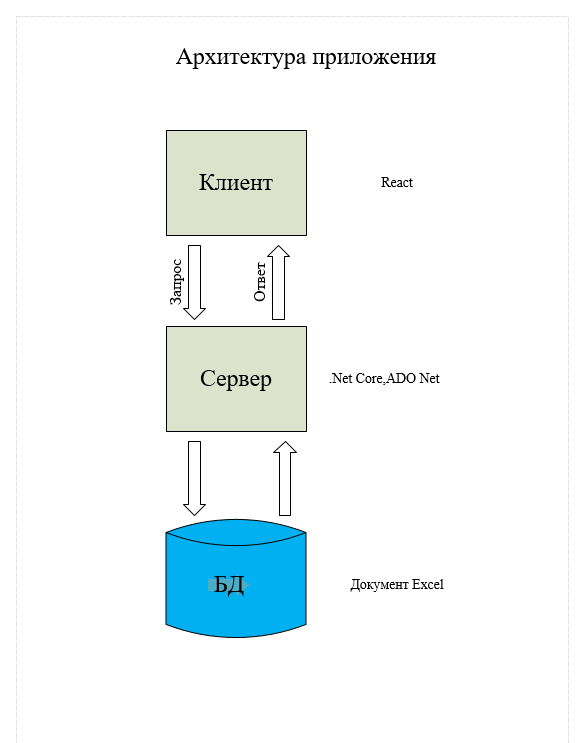 Архитектура приложения
Клиент
React
Запрос
Ответ
Сервер
.Net Core,ADO Net
БД
Документ Excel